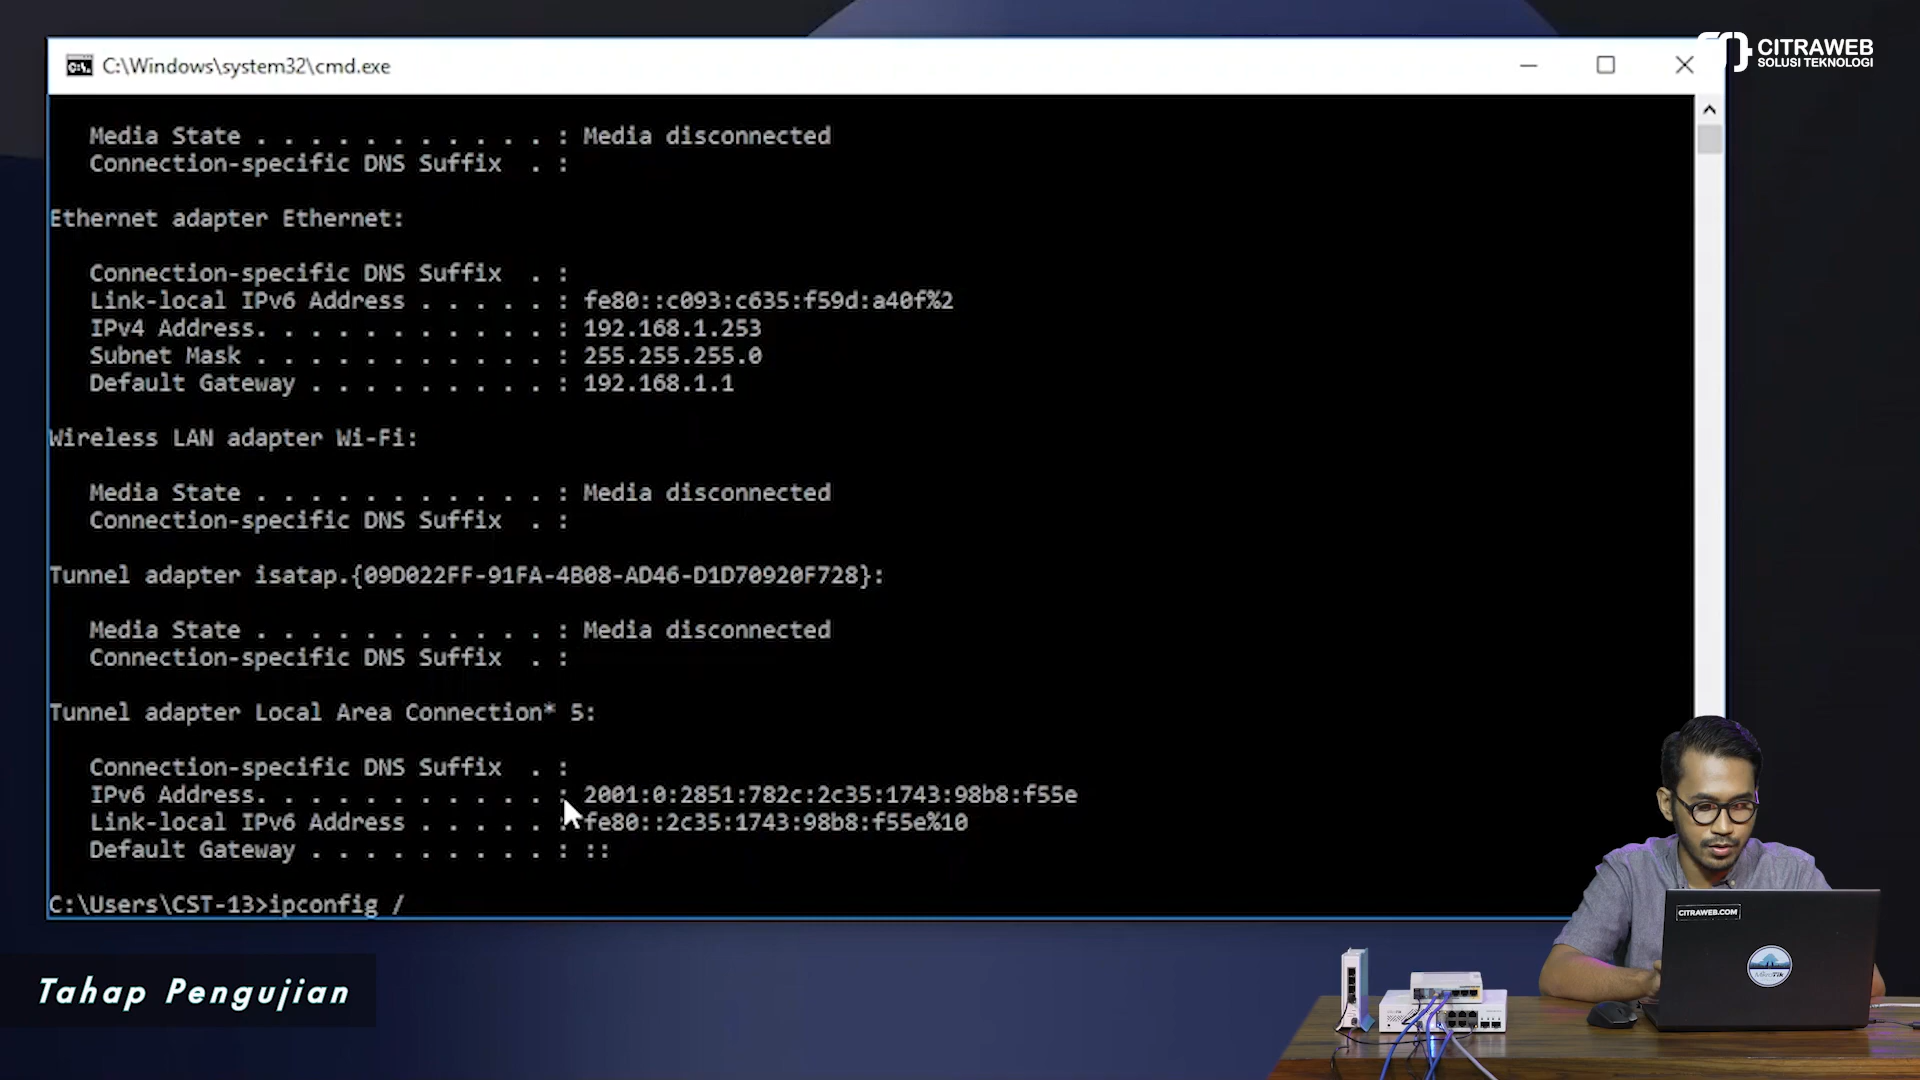 C:\Windows\system32\cmd.exe
CITRAWEB
SOLUSI TEKNOLOGI
Media State . . . . . . . . . . . : Media disconnected
Connection-specific DNS Suffix . :
Ethernet adapter Ethernet:
Connection-specific DNS Suffix . :
Link-local IPv6 Address . . . . . : fe80::c093:c635:f59d:a40f%2
IPv4 Address. . . . . . . . . . . : 192.168.1.253
Subnet Mask . . . . . . . . . . . : 255.255.255.0
Default Gateway . . . . . . . . . : 192.168.1.1
Wireless LAN adapter Wi-Fi:
Media State . . . . . . . . . . . : Media disconnected
Connection-specific DNS Suffix . :
Tunnel adapter isatap.{09D022FF-91FA-4B08-AD46-D1D70920F728}:
Media State . . . . . . . . . . . : Media disconnected
Connection-specific DNS Suffix . :
Tunnel adapter Local Area Connection* 5:
Connection-specific DNS Suffix . :
IPv6 Address. . . . . . . . . . . : 2001:0:2851:782c:2c35:1743:98b8:f55e
Link-local IPv6 Address . . . . . : fe80::2c35:1743:98b8:f55e%10
Default Gateway . . . . . . . . . : ::
C:\Users\CST-13>ipconfig /
CITRAWEB.COM
MikroTik
Tahap Pengujian